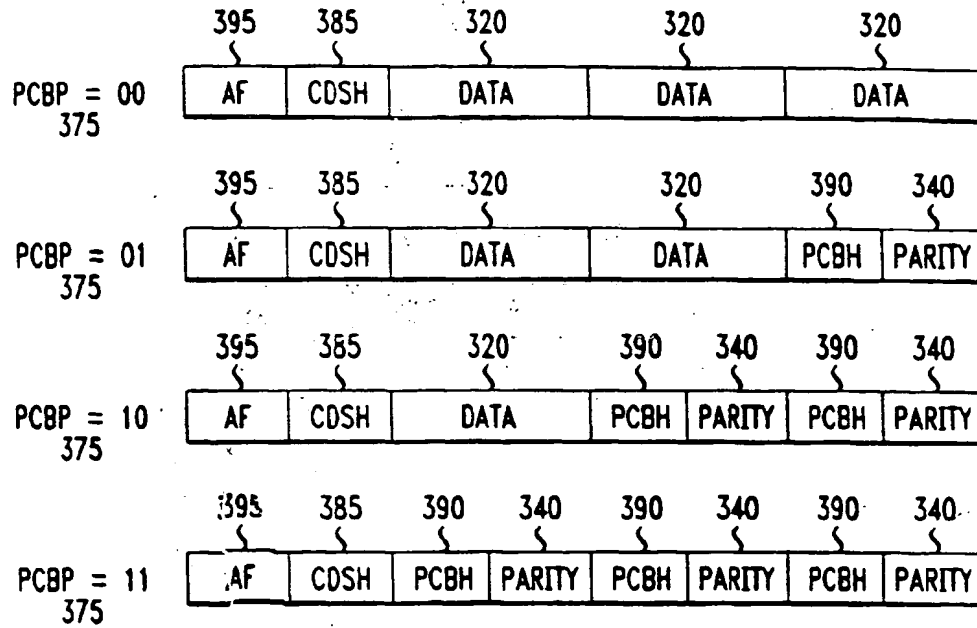 395 385 320 320 320
PCBP = 00 AF CDSH DATA DATA DATA
375
395 385 320 320 390 340
PCBP = 01 AF CDSH DATA DATA PCBH PARITY
375
395 385 320 390 340 390 340
PCBP = 10 AF CDSH DATA PCBH PARITY PCBH PARITY
375
395 385 390 340 390 340 390 340
PCBP = 11 AF CDSH PCBH PARITY PCBH PARITY PCBH PARITY
375